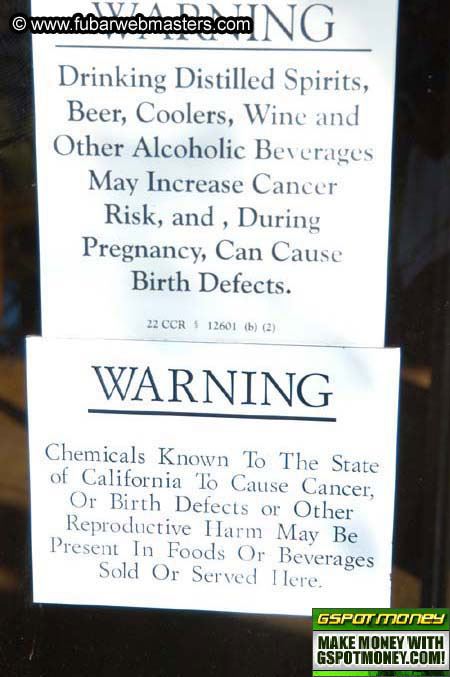 www.fubarwebmasters.com
WARNING
Drinking Distilled Spirits,
Beer, Coolers, Wine and
Other Alcoholic Beverages
May Increase Cancer
Risk, and , During
Pregnancy, Can Cause
Birth Defects.
22 CCR § 12601 (b) (2)
WARNING
Chemicals Known To The State
of California To Cause Cancer,
Or Birth Defects or Other
Reproductive Harm May Be
Present In Foods Or Beverages
Sold Or Served Here.
GSPOTMONEY
MAKE MONEY WITH
GSPOTMONEY.COM!